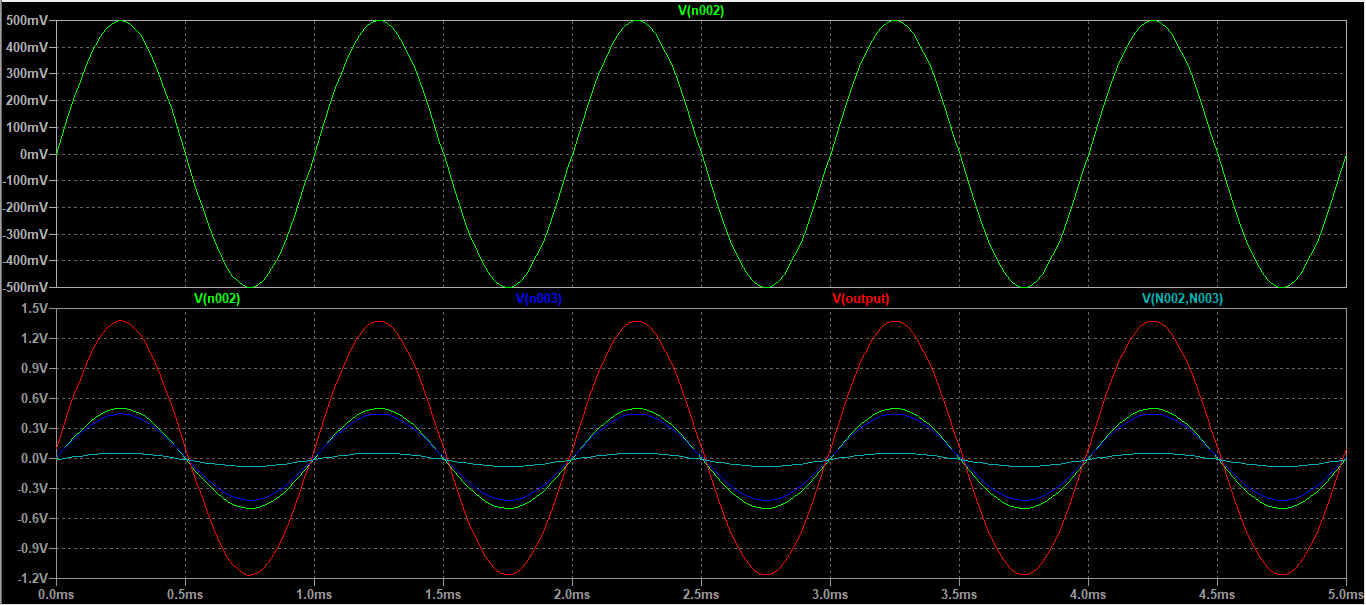 V(n002)
500mV
400mV
300mV
200mV
100mV
0mV
-100mV
-200mV
-300mV
-400mV
-500mV
V(n002) V(n003) V(output) V(N002,N003)
1.5V
1.2V
0.9V
0.6V
0.3V
0.0V
-0.3V
-0.6V
-0.9V
-1.2V
0.0ms 0.5ms 1.0ms 1.5ms 2.0ms 2.5ms 3.0ms 3.5ms 4.0ms 4.5ms 5.0ms